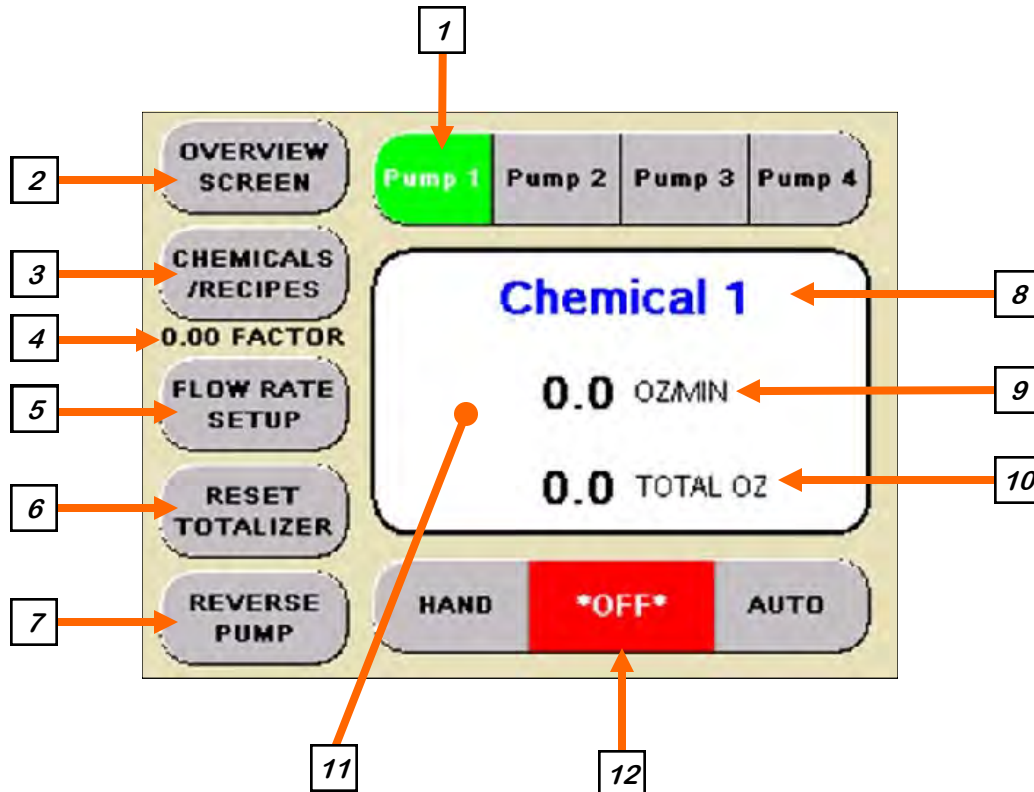 1
OVERVIEW
SCREEN
2
Pump 1
Pump 2
Pump 3
Pump 4
CHEMICALS
/RECIPES
3
Chemical 1
8
0.00 FACTOR
4
FLOW RATE
SETUP
5
0.0 OZ/MIN
9
RESET
TOTALIZER
6
0.0 TOTAL OZ
10
REVERSE
PUMP
7
HAND
*OFF*
AUTO
11
12